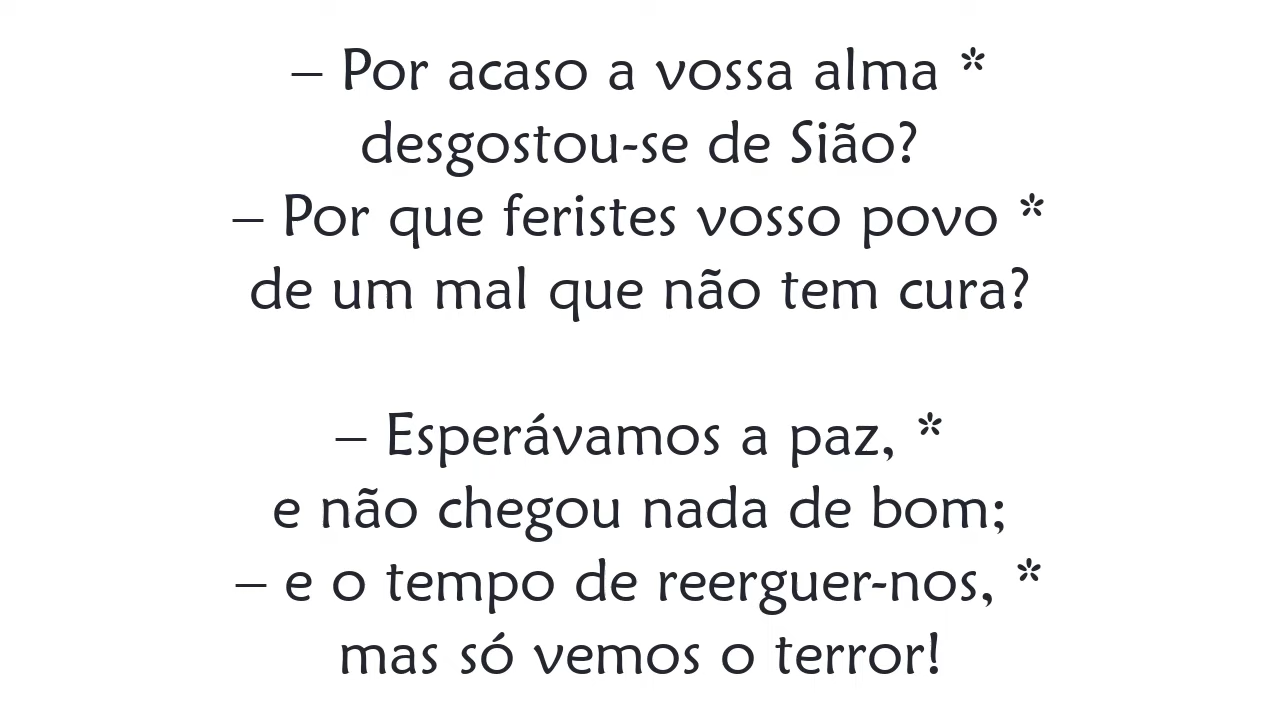 – Por acaso a vossa alma *
desgostou-se de Sião?
– Por que feristes vosso povo *
de um mal que não tem cura?
– Esperávamos a paz, *
e não chegou nada de bom;
– e o tempo de reerguer-nos, *
mas só vemos o terror!